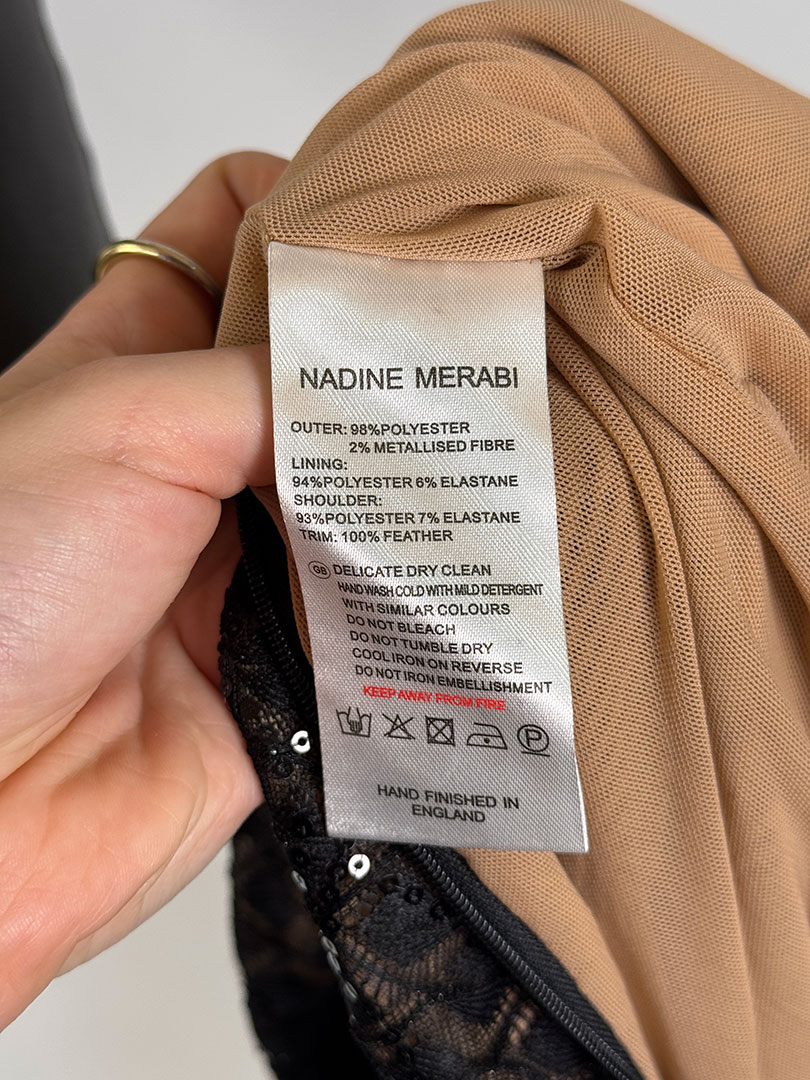 NADINE MERABI
OUTER: 98%POLYESTER
2% METALLISED FIBRE
LINING:
94%POLYESTER 6% ELASTANE
SHOULDER:
93%POLYESTER 7% ELASTANE
TRIM: 100% FEATHER
GB DELICATE DRY CLEAN
HAND WASH COLD WITH MILD DETERGENT
WITH SIMILAR COLOURS
DO NOT BLEACH
DO NOT TUMBLE DRY
COOL IRON ON REVERSE
DO NOT IRON EMBELLISHMENT
KEEP AWAY FROM FIRE
P
HAND FINISHED IN
ENGLAND